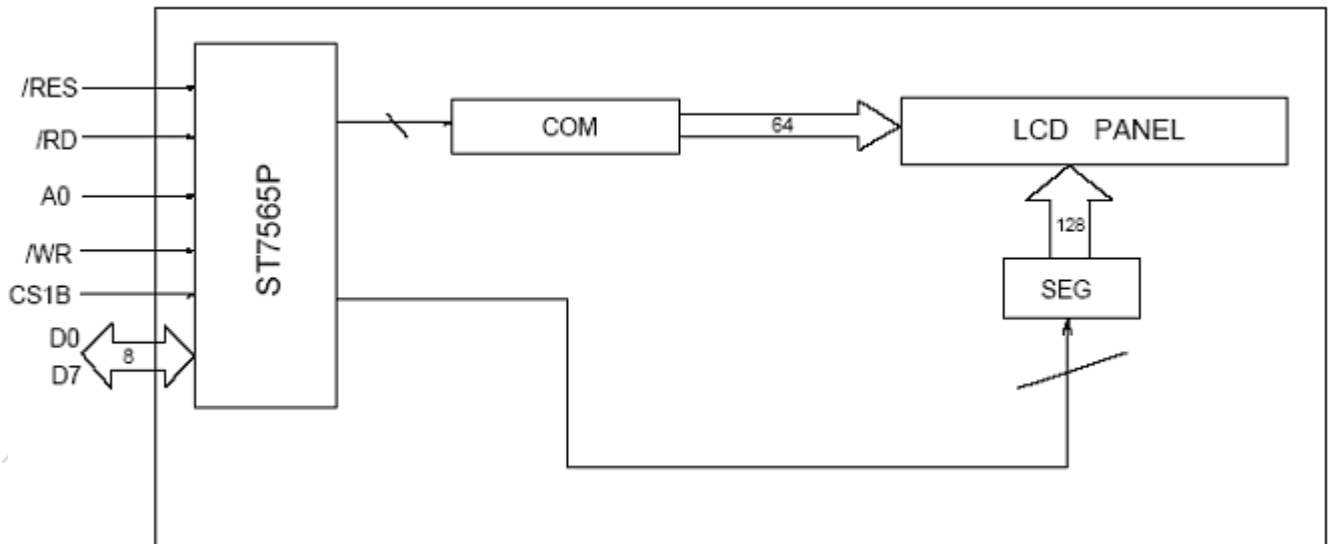 /RES
/RD
A0
/WR
CS1B
D0
D7
8
ST7565P
COM
64
LCD PANEL
128
SEG